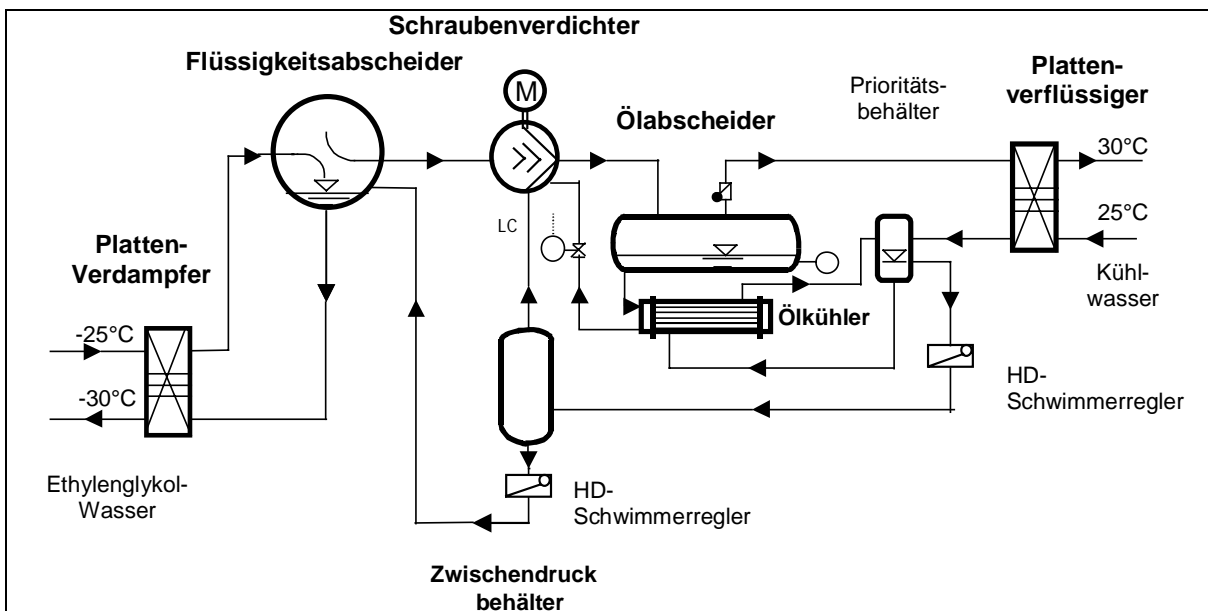 Schraubenverdichter
Flüssigkeitsabscheider
M
Prioritäts-
behälter
Platten-
verflüssiger
Ölabscheider
30°C
25°C
LC
Platten-
Verdampfer
Kühl-
wasser
Ölkühler
-25°C
-30°C
HD-
Schwimmerregler
Ethylenglykol-
Wasser
HD-
Schwimmerregler
Zwischendruck
behälter